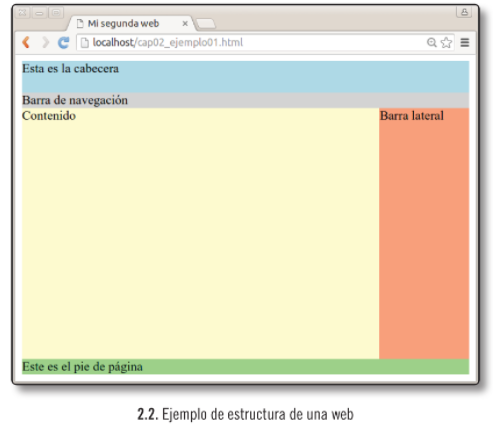 Mi segunda web
localhost/cap02_ejemplo01.html
Esta es la cabecera
Barra de navegación
Contenido
Barra lateral
Este es el pie de página
2.2. Ejemplo de estructura de una web